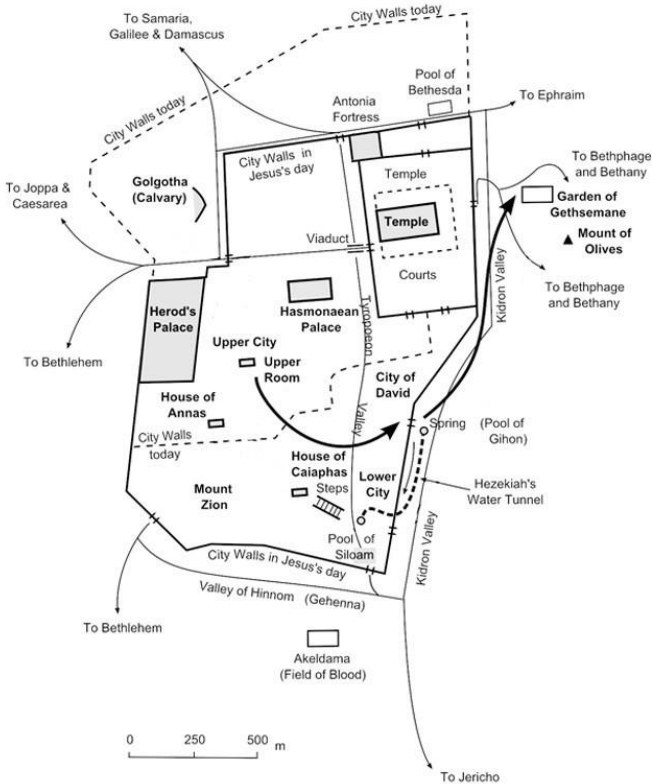 To Samaria,
Galilee & Damascus
City Walls today
City Walls today
Pool of
Bethesda
To Ephraim
Antonia
Fortress
City Walls in
Jesus's day
To Bethphage
and Bethany
Golgotha
(Calvary)
Temple
To Joppa &
Caesarea
Garden of
Gethsemane
Temple
Mount of
Olives
Viaduct
Courts
Kidron Valley
To Bethphage
and Bethany
Herod's
Palace
Hasmonaean
Palace
Tyropoeon
Upper City
To Bethlehem
Upper
Room
City of
David
House of
Annas
Valley
Spring (Pool of
Gihon)
City Walls
today
House of
Caiaphas
Lower
City
Steps
Hezekiah's
Water Tunnel
Mount
Zion
Pool of
Siloam
Kidron Valley
City Walls in Jesus's day
Valley of Hinnom (Gehenna)
To Bethlehem
Akeldama
(Field of Blood)
0 250 500 m
To Jericho